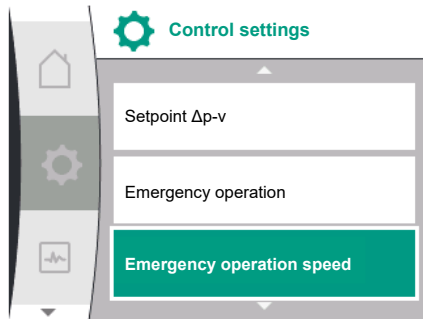 Control settings
Setpoint Δp-v
Emergency operation
Emergency operation speed